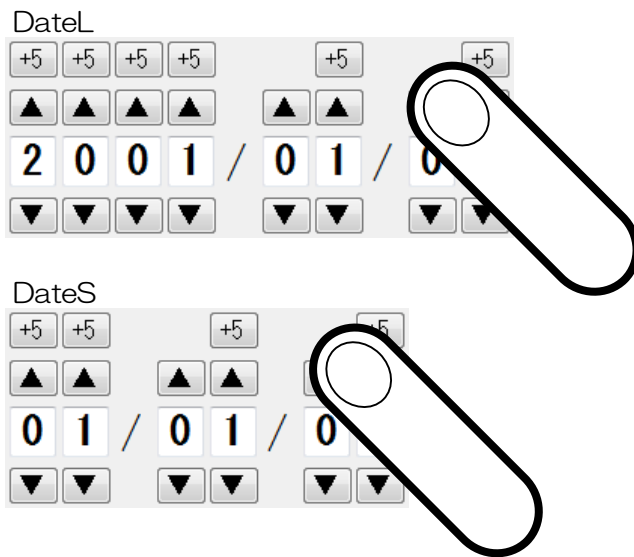 DateL
+5 +5 +5 +5 +5 +5
▲ ▲ ▲ ▲ ▲ ▲
2 0 0 1 / 0 1 / 0
▼ ▼ ▼ ▼ ▼ ▼ ▼ ▼
DateS
+5 +5 +5 +5
▲ ▲ ▲ ▲
0 1 / 0 1 / 0
▼ ▼ ▼ ▼ ▼ ▼